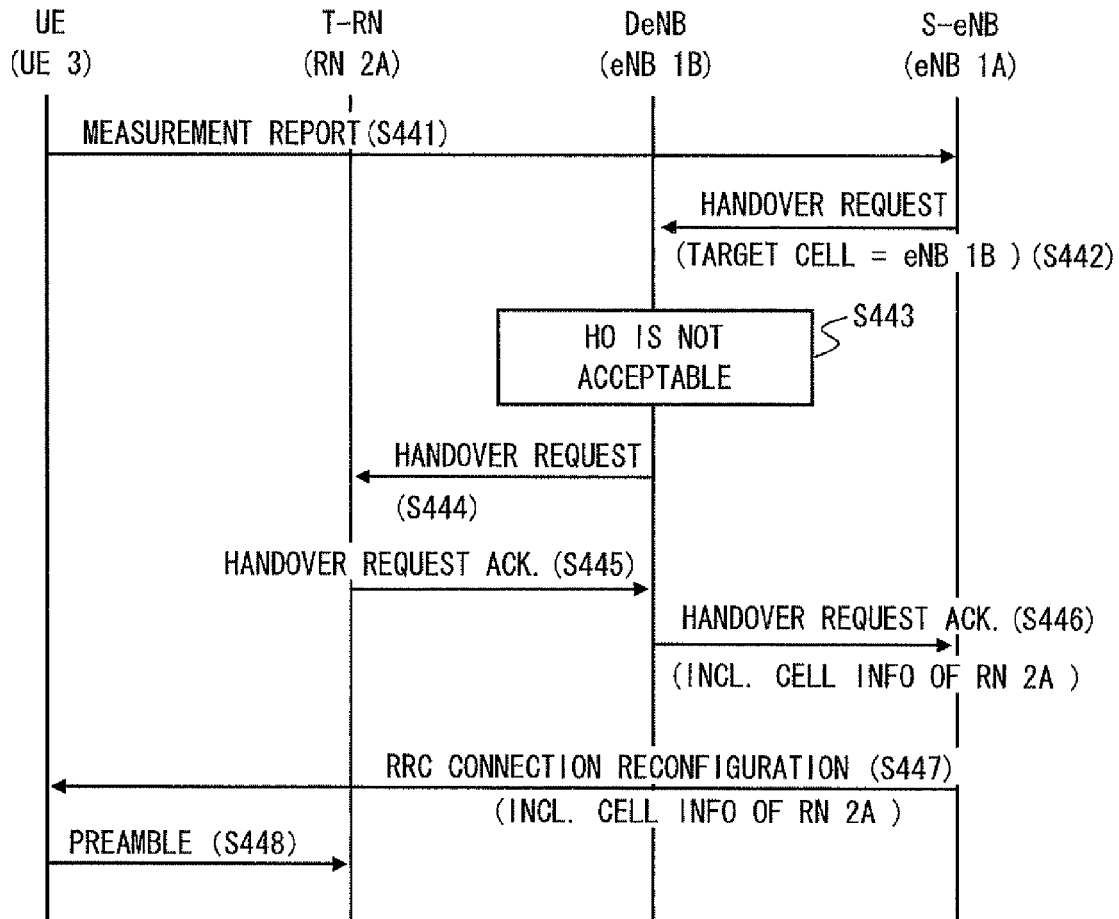 UE
(UE 3)
T-RN
(RN 2A)
DeNB
(eNB 1B)
S-eNB
(eNB 1A)
MEASUREMENT REPORT (S441)
HANDOVER REQUEST
(TARGET CELL = eNB 1B ) (S442)
S443
HO IS NOT
ACCEPTABLE
HANDOVER REQUEST
(S444)
HANDOVER REQUEST ACK. (S445)
HANDOVER REQUEST ACK. (S446)
(INCL. CELL INFO OF RN 2A )
RRC CONNECTION RECONFIGURATION (S447)
(INCL. CELL INFO OF RN 2A )
PREAMBLE (S448)